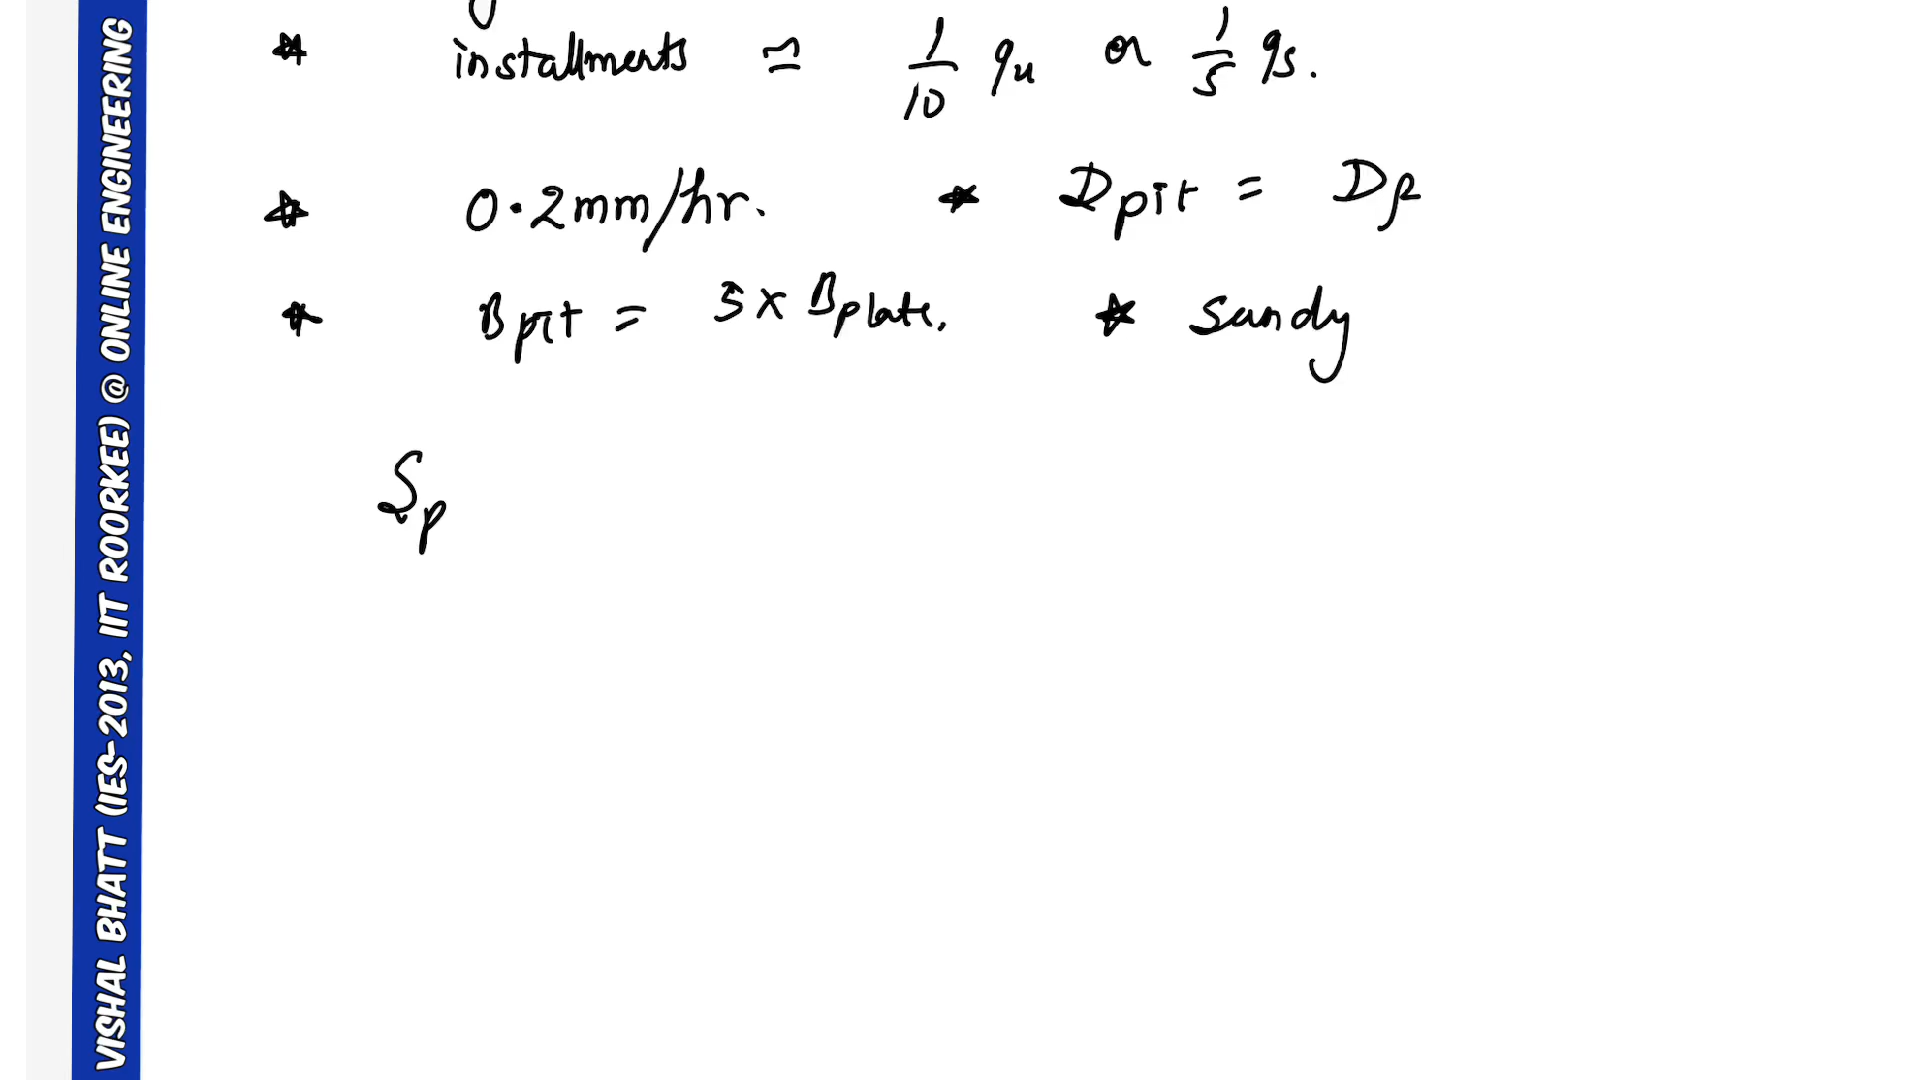 VISHAL BHATT (IES-2013, IIT ROORKEE) @ ONLINE ENGINEERING
* installments ≃ 1/10 qu or 1/5 qs.
* 0.2mm/hr. * Dpit = Df
* Bpit = 5 x Bplate. * Sandy
Sp